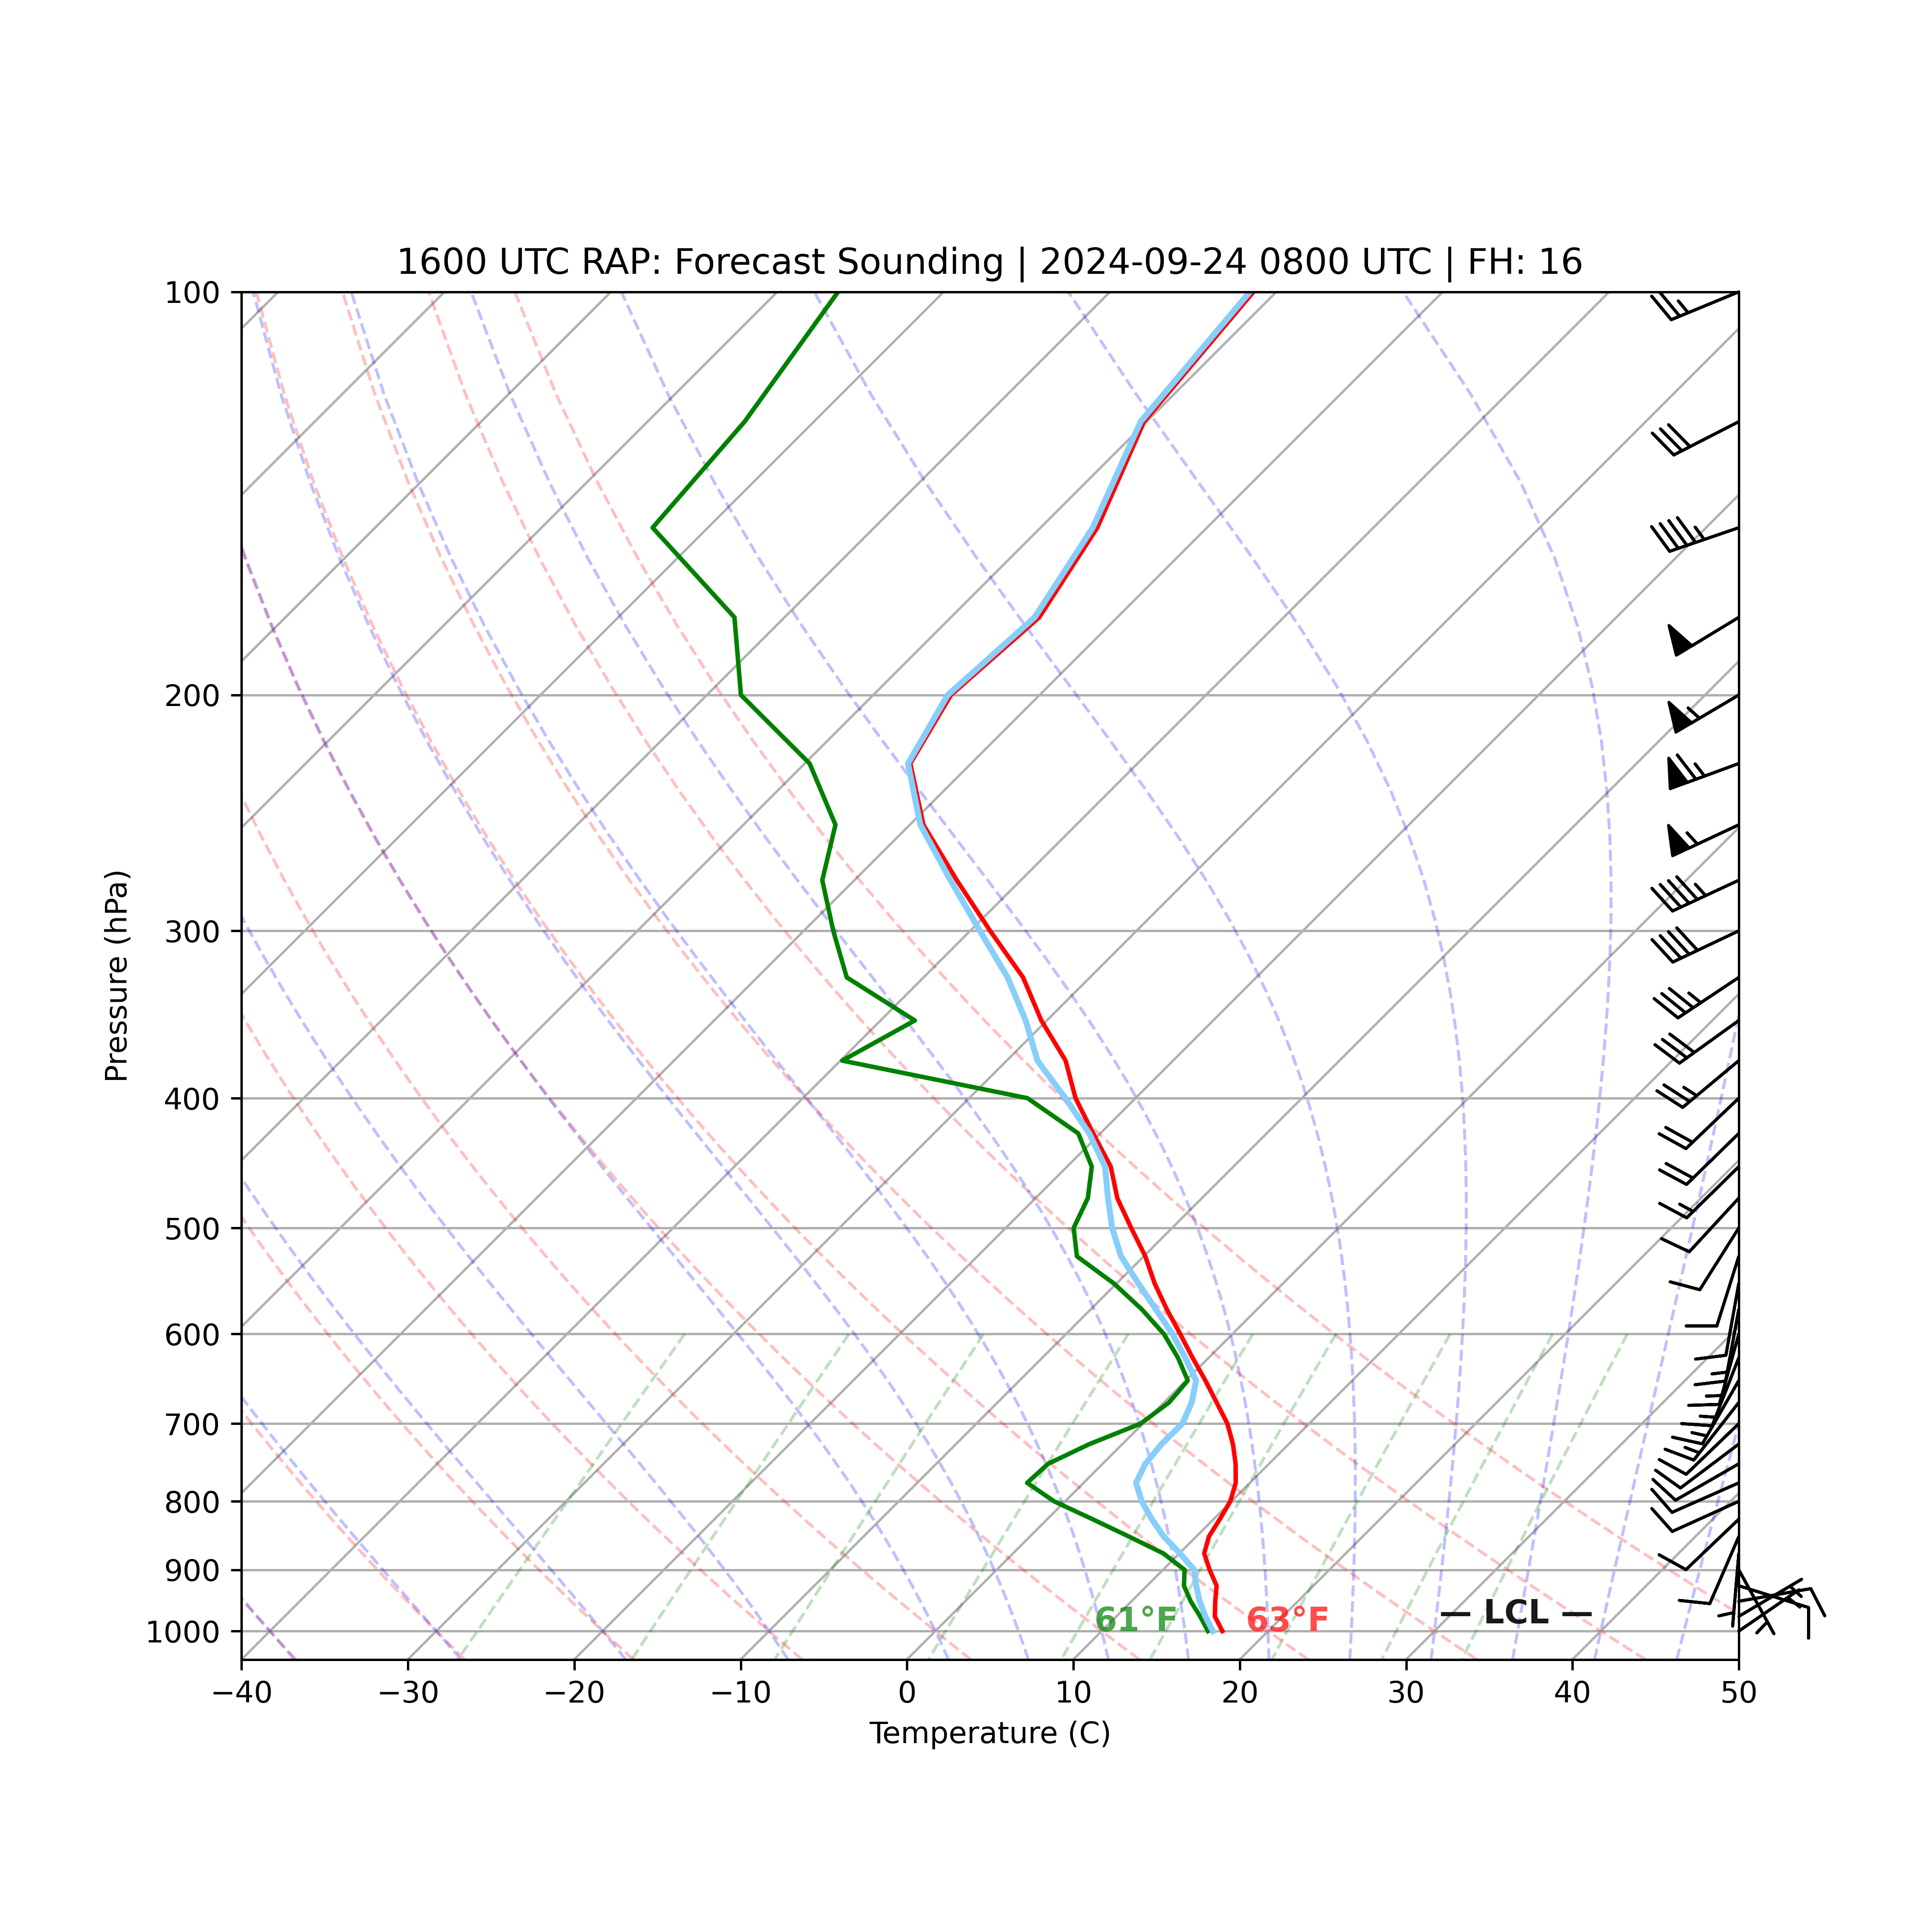 1600 UTC RAP: Forecast Sounding | 2024-09-24 0800 UTC | FH: 16
100
200
300
400
500
600
700
800
900
1000
Pressure (hPa)
61°F
63°F
— LCL —
−40 −30 −20 −10 0 10 20 30 40 50
Temperature (C)